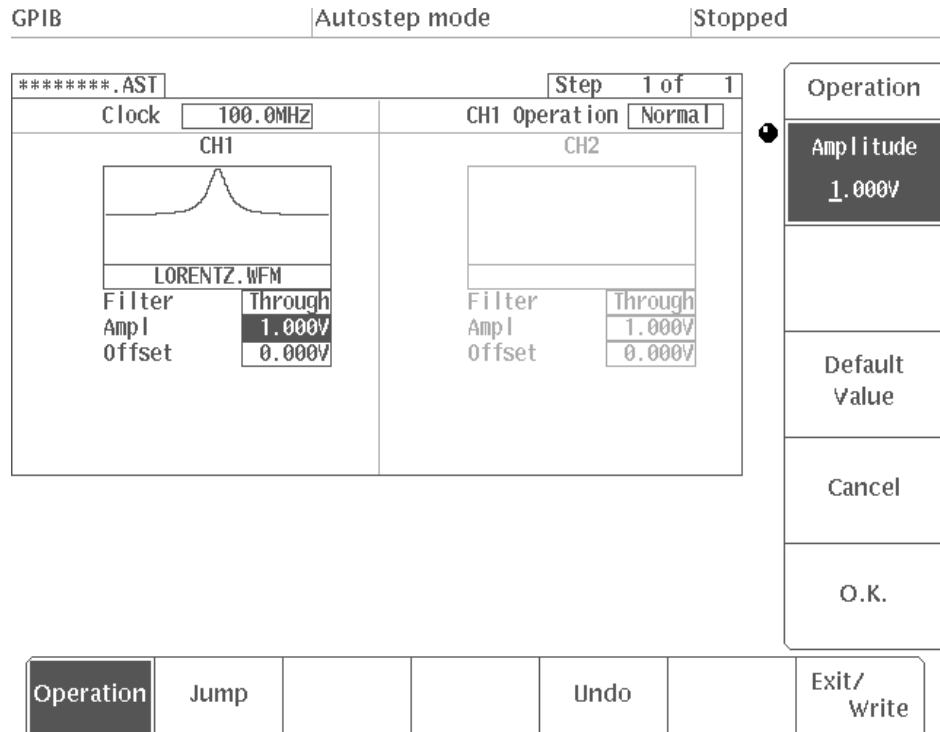 GPIB Autostep mode Stopped
********.AST Step 1 of 1
Clock 100.0MHz CH1 Operation Normal
CH1 CH2
LORENTZ.WFM
Filter Through Filter Through
Ampl 1.000V Ampl 1.000V
Offset 0.000V Offset 0.000V
Operation
Amplitude
1.000V
Default
Value
Cancel
O.K.
Operation Jump Undo Exit/
Write